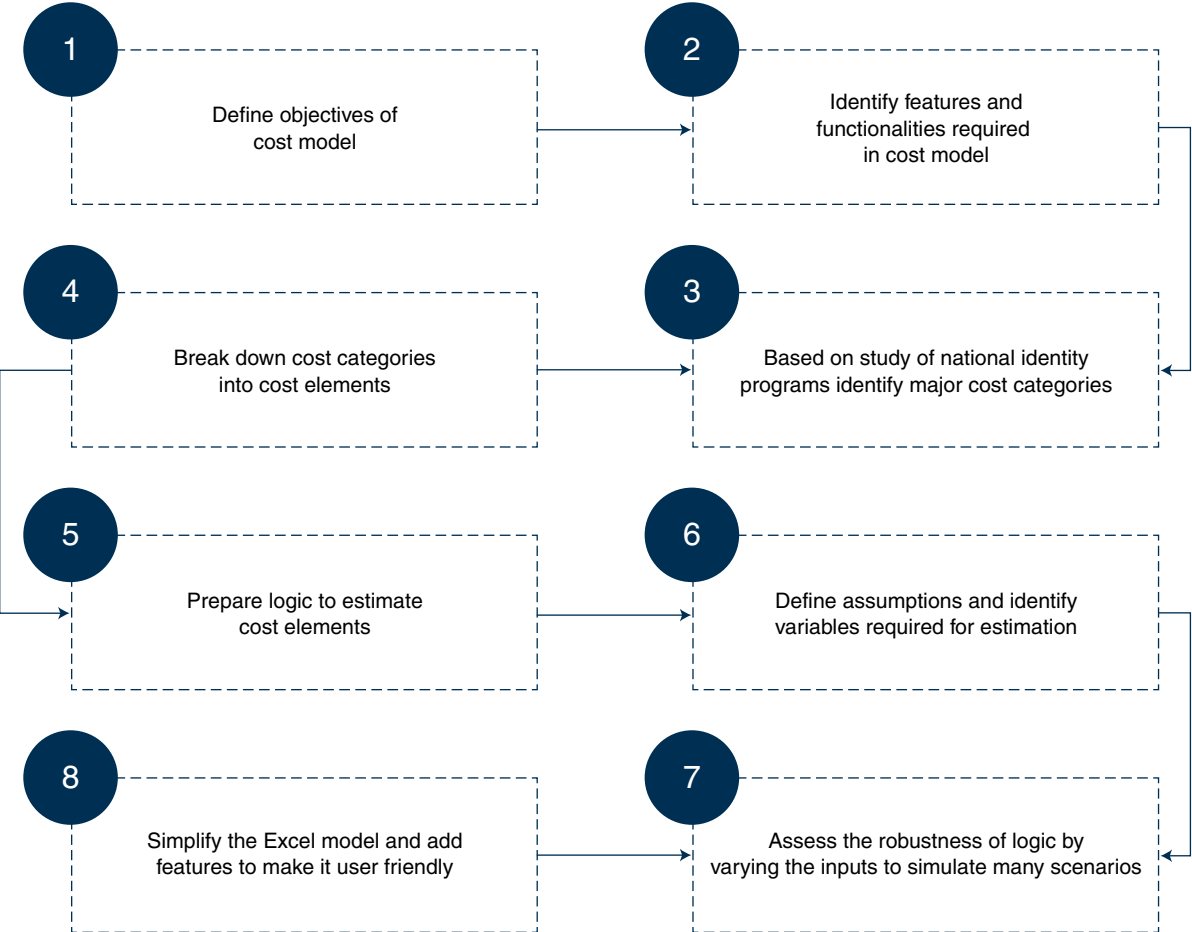 1
Define objectives of
cost model
2
Identify features and
functionalities required
in cost model
3
Based on study of national identity
programs identify major cost categories
4
Break down cost categories
into cost elements
5
Prepare logic to estimate
cost elements
6
Define assumptions and identify
variables required for estimation
7
Assess the robustness of logic by
varying the inputs to simulate many scenarios
8
Simplify the Excel model and add
features to make it user friendly